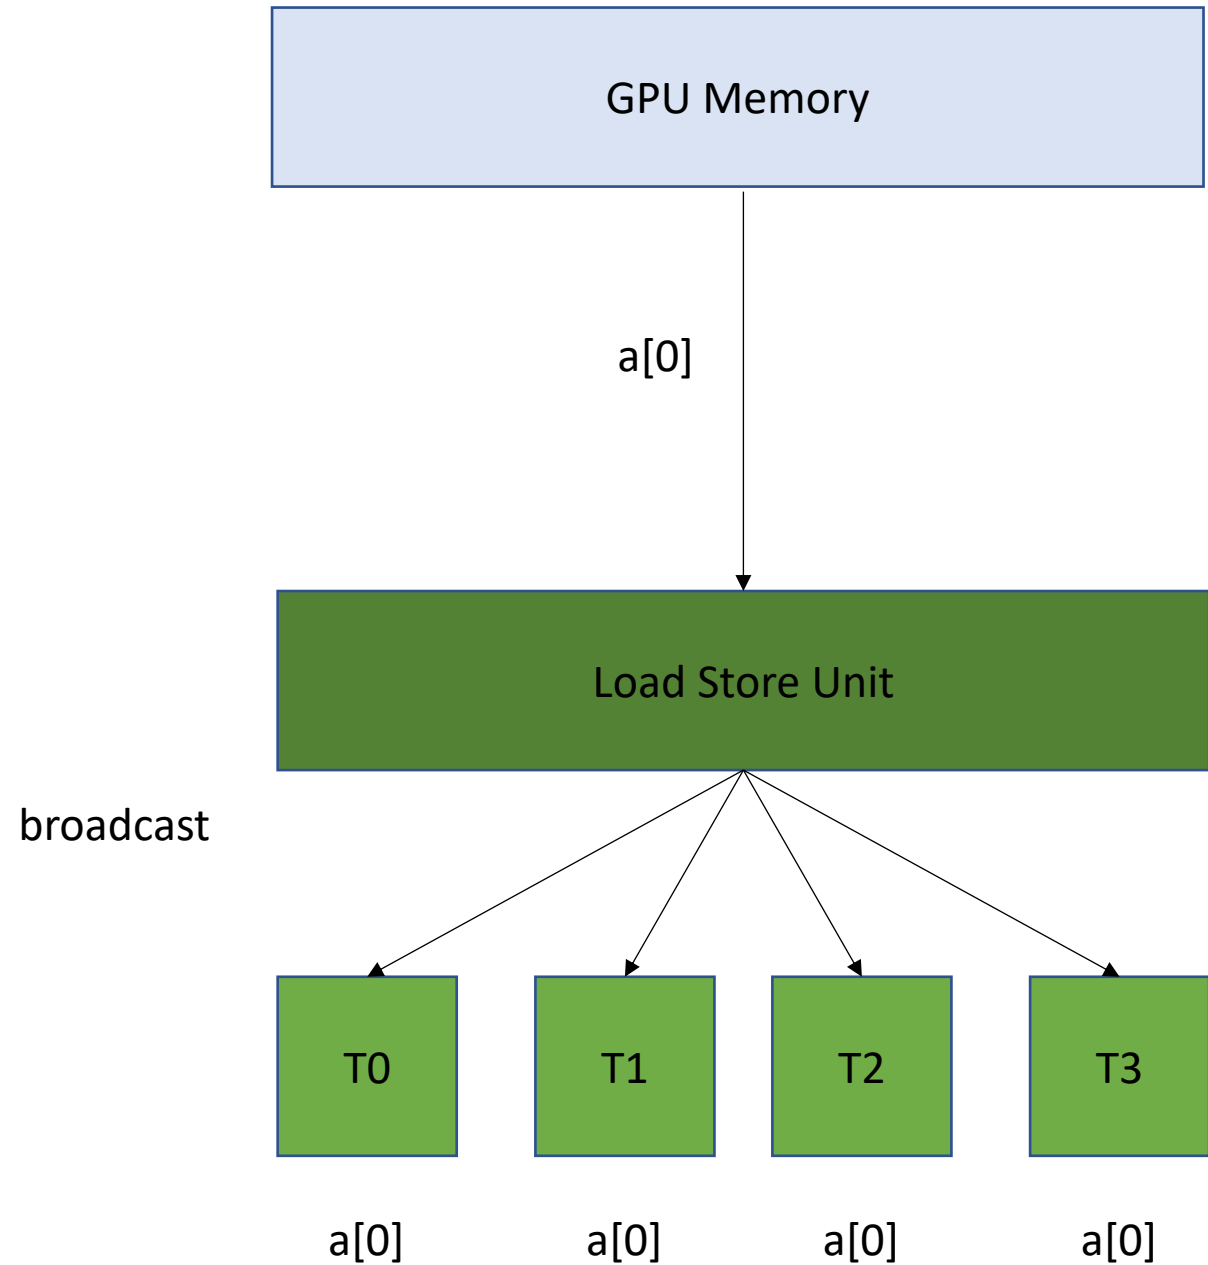 GPU Memory
a[0]
Load Store Unit
broadcast
T0 T1 T2 T3
a[0] a[0] a[0] a[0]